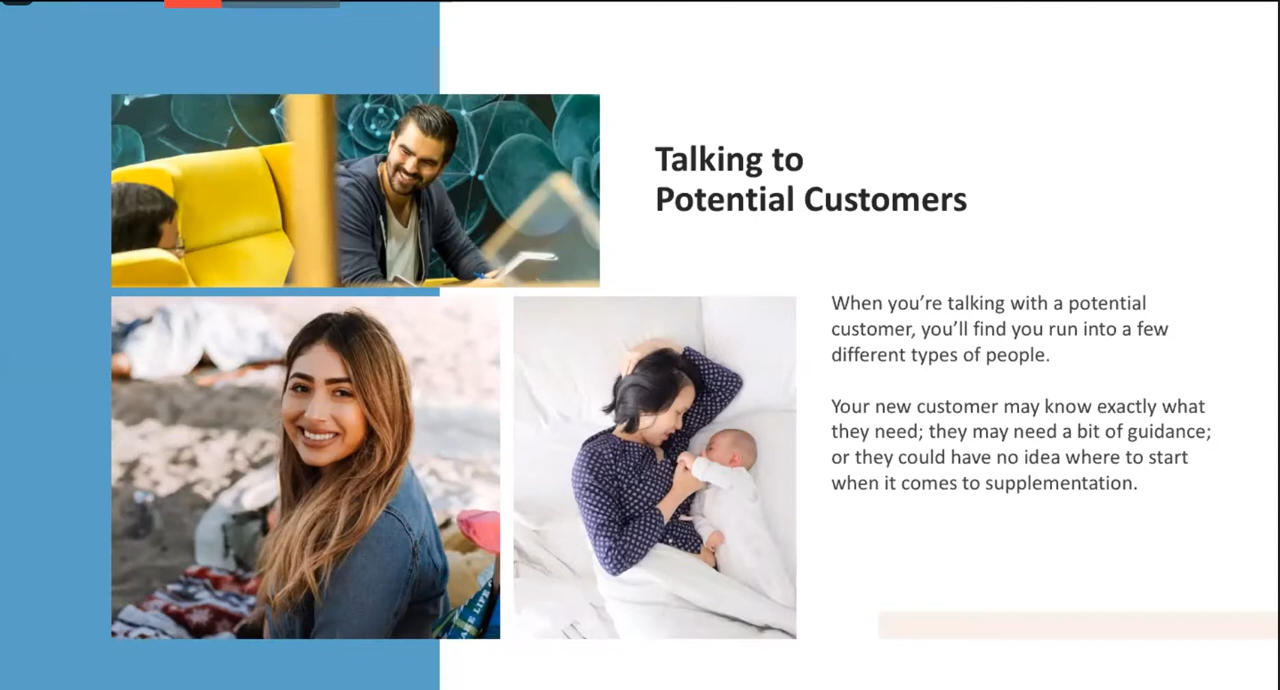 Talking to
Potential Customers
When you’re talking with a potential
customer, you’ll find you run into a few
different types of people.
Your new customer may know exactly what
they need; they may need a bit of guidance;
or they could have no idea where to start
when it comes to supplementation.
LIFE